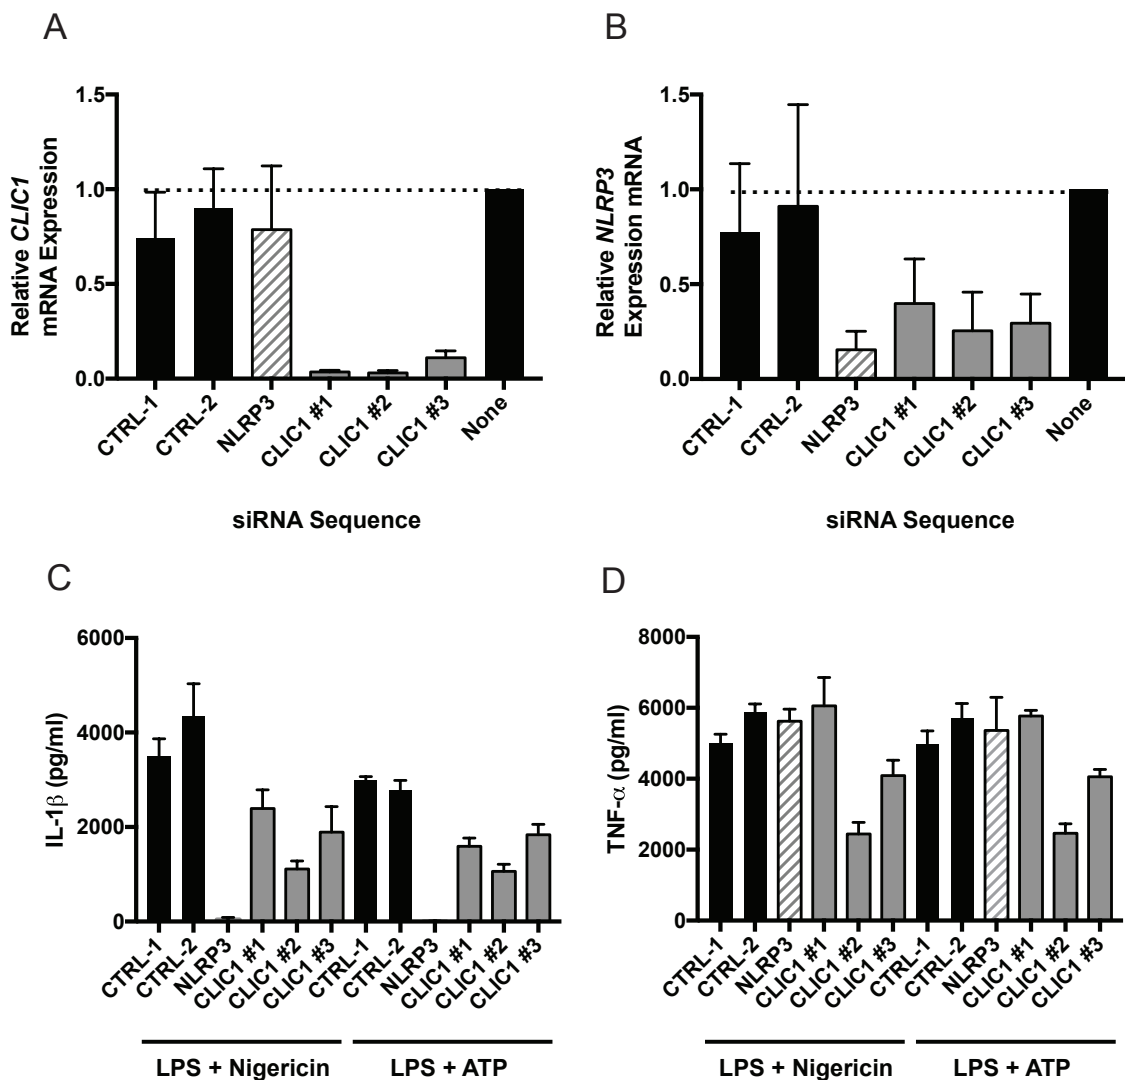 A
1.5
1.0
0.5
0.0
Relative CLIC1
mRNA Expression
CTRL-1
CTRL-2
NLRP3
CLIC1 #1
CLIC1 #2
CLIC1 #3
None
siRNA Sequence
B
1.5
1.0
0.5
0.0
Relative NLRP3
Expression mRNA
CTRL-1
CTRL-2
NLRP3
CLIC1 #1
CLIC1 #2
CLIC1 #3
None
siRNA Sequence
C
6000
4000
2000
0
IL-1β (pg/ml)
CTRL-1
CTRL-2
NLRP3
CLIC1 #1
CLIC1 #2
CLIC1 #3
CTRL-1
CTRL-2
NLRP3
CLIC1 #1
CLIC1 #2
CLIC1 #3
LPS + Nigericin
LPS + ATP
D
8000
6000
4000
2000
0
TNF-α (pg/ml)
CTRL-1
CTRL-2
NLRP3
CLIC1 #1
CLIC1 #2
CLIC1 #3
CTRL-1
CTRL-2
NLRP3
CLIC1 #1
CLIC1 #2
CLIC1 #3
LPS + Nigericin
LPS + ATP